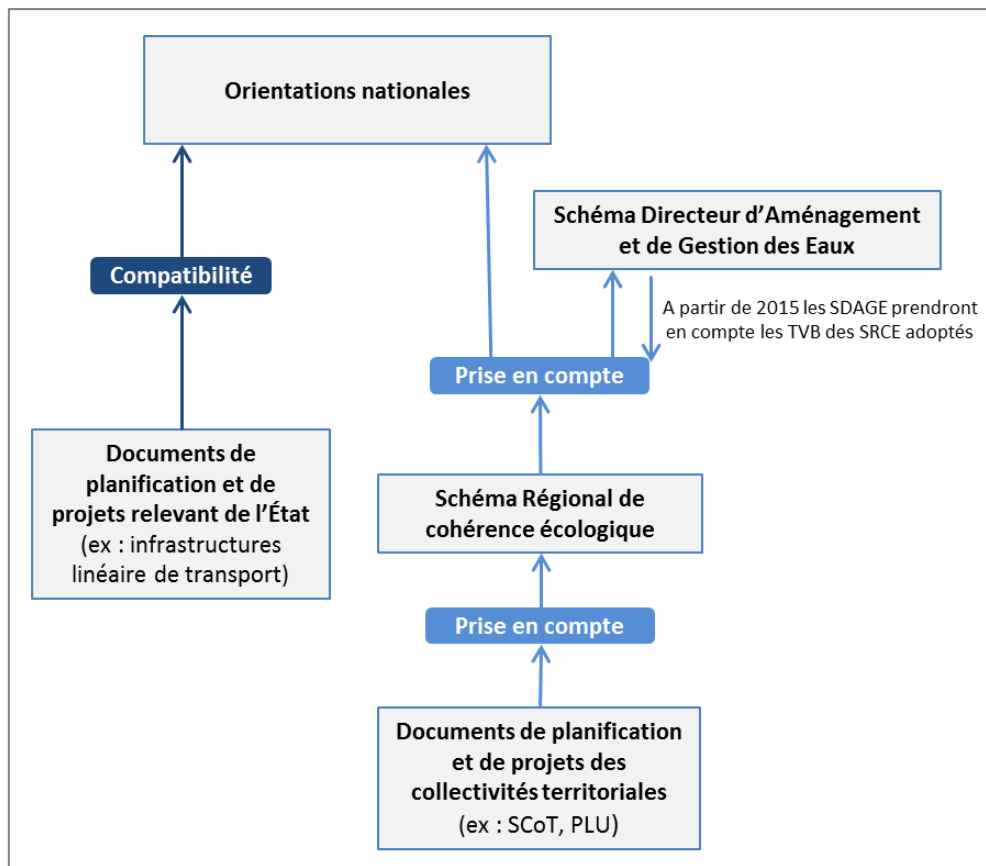 Orientations nationales
Schéma Directeur d’Aménagement
et de Gestion des Eaux
Compatibilité
A partir de 2015 les SDAGE prendront
en compte les TVB des SRCE adoptés
Prise en compte
Documents de
planification et de
projets relevant de l’État
(ex : infrastructures
linéaire de transport)
Schéma Régional de
cohérence écologique
Prise en compte
Documents de planification
et de projets des
collectivités territoriales
(ex : SCoT, PLU)